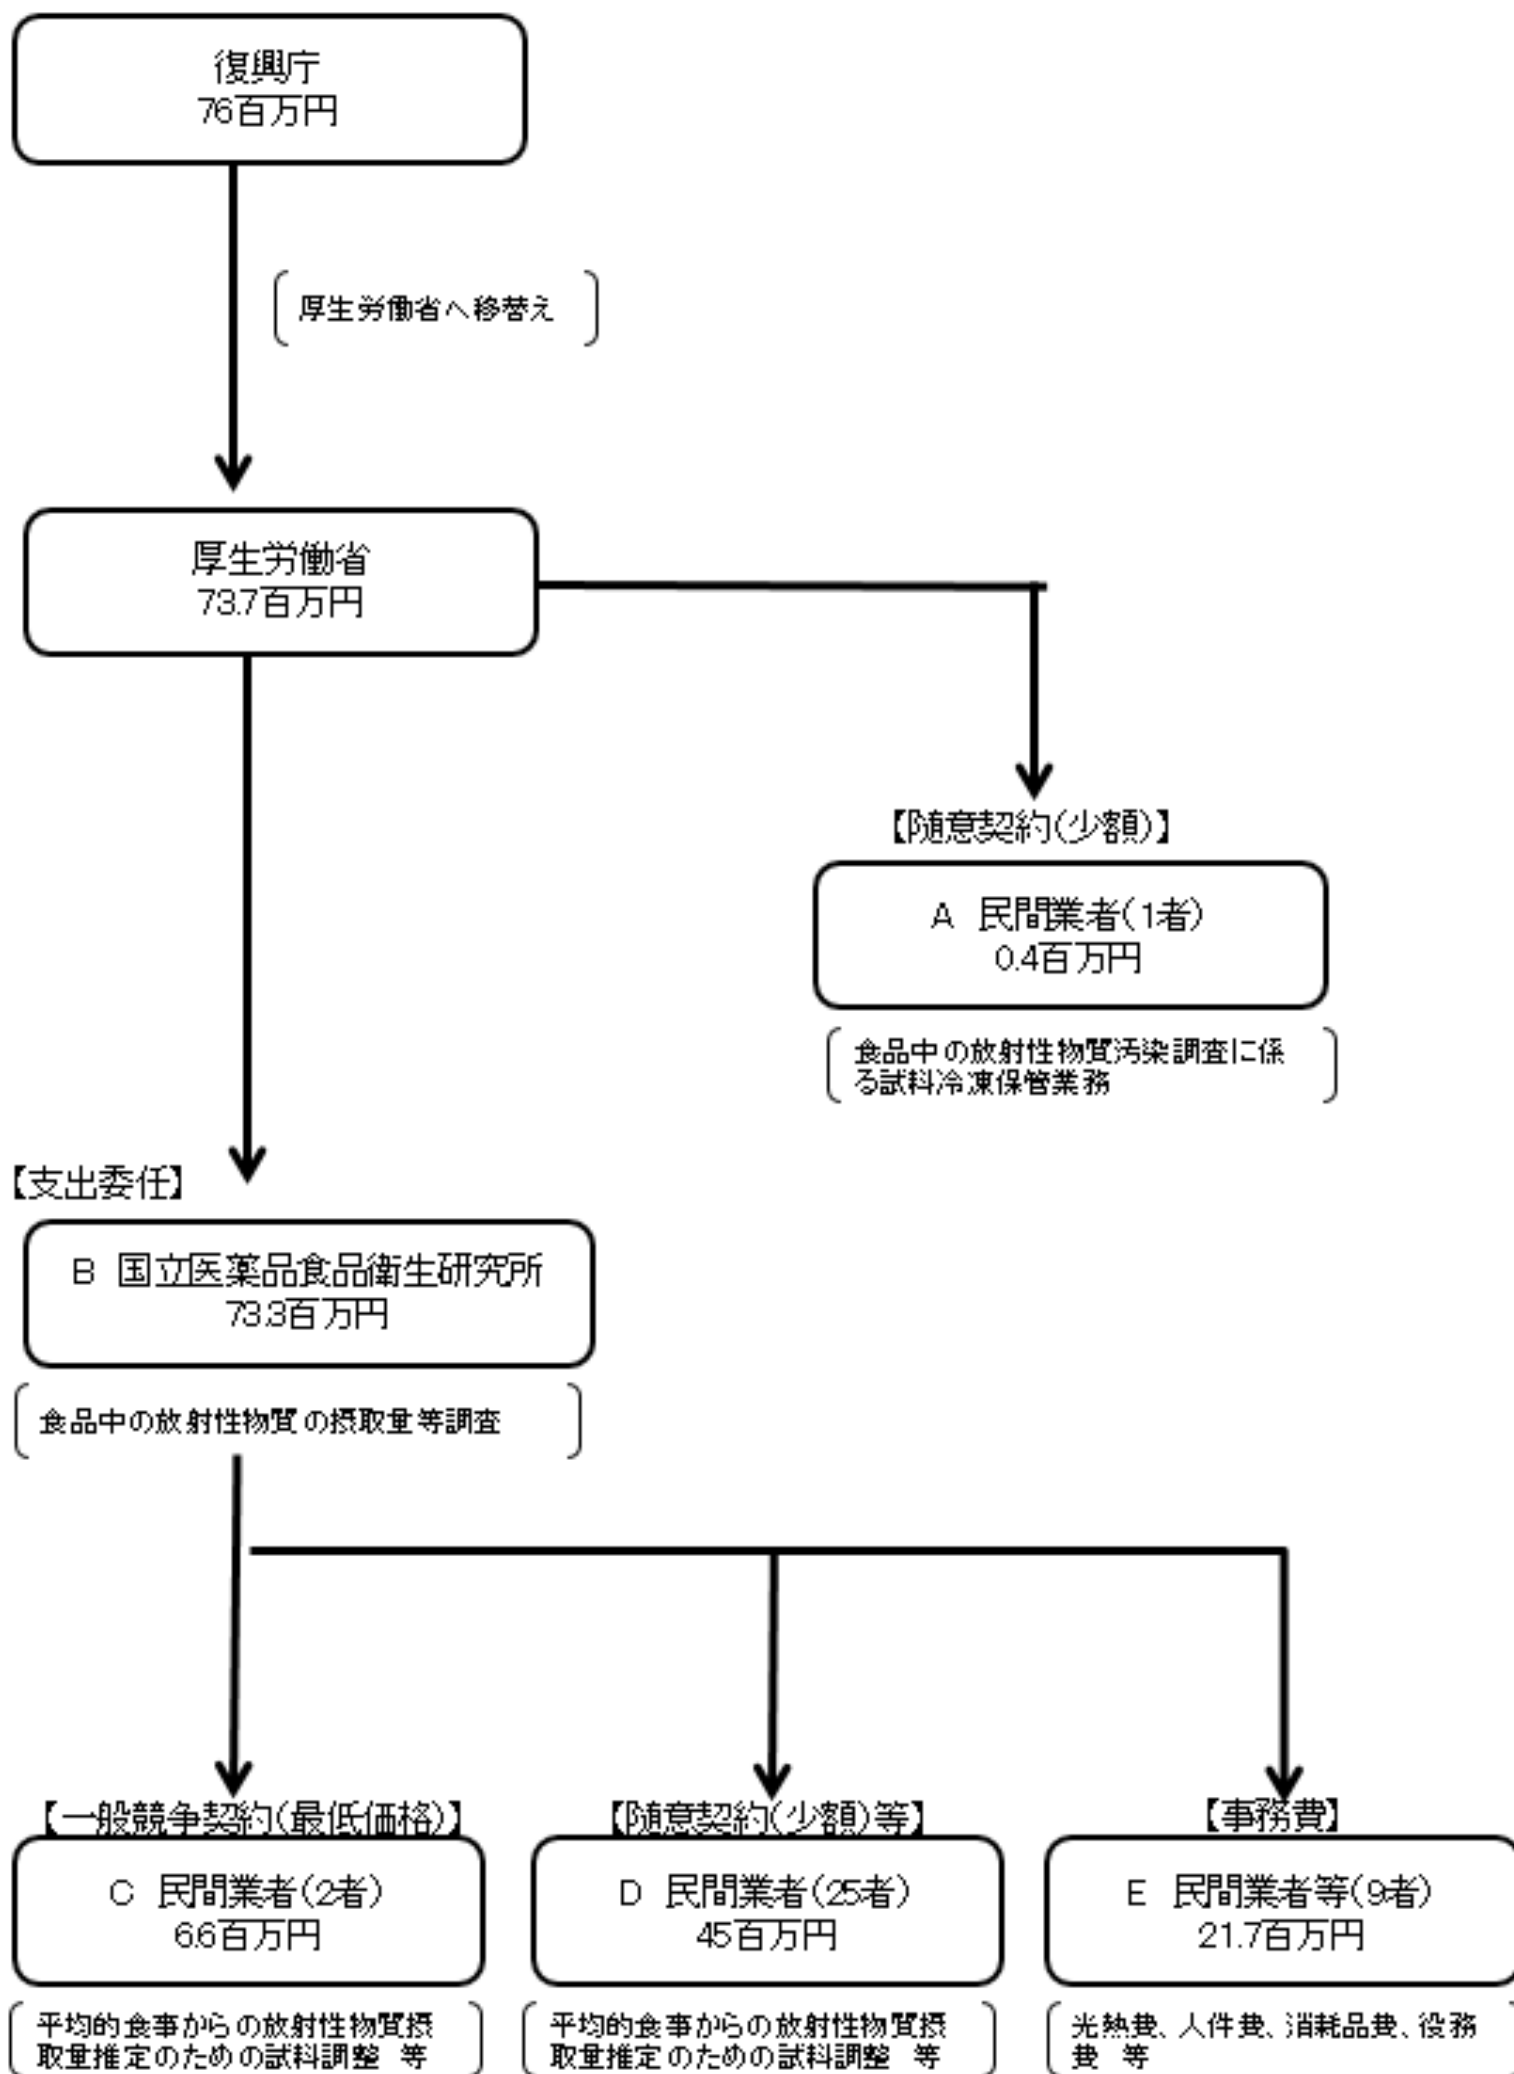 復興庁
76百万円
厚生労働省へ移替え
厚生労働省
73.7百万円
【随意契約(少額)】
A 民間業者(1者)
0.4百万円
食品中の放射性物質汚染調査に係
る試料冷凍保管業務
【支出委任】
B 国立医薬品食品衛生研究所
73.3百万円
食品中の放射性物質の摂取量等調査
【一般競争契約(最低価格)】
C 民間業者(2者)
6.6百万円
平均的食事からの放射性物質摂
取量推定のための試料調整 等
【随意契約(少額)等】
D 民間業者(25者)
45百万円
平均的食事からの放射性物質摂
取量推定のための試料調整 等
【事務費】
E 民間業者等(9者)
21.7百万円
光熱費、人件費、消耗品費、役務
費 等